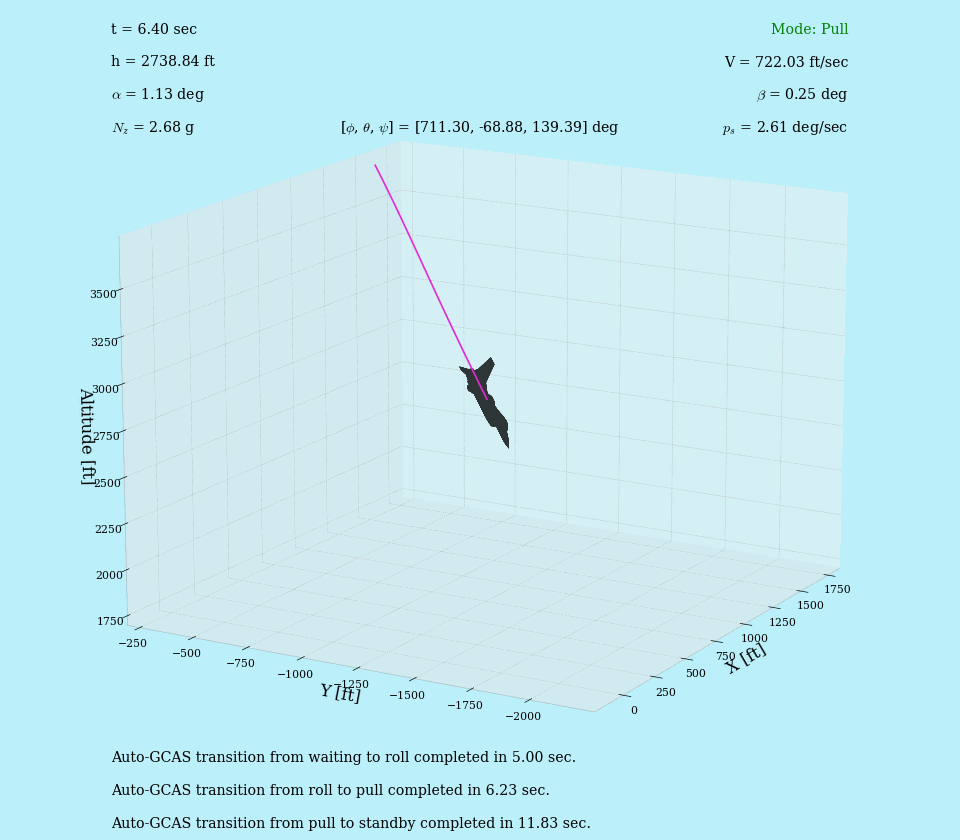 t = 6.40 sec
Mode: Pull
h = 2738.84 ft
V = 722.03 ft/sec
α = 1.13 deg
β = 0.25 deg
N_z = 2.68 g
[ϕ, θ, ψ] = [711.30, -68.88, 139.39] deg
p_s = 2.61 deg/sec
3500
3250
3000
2750
2500
2250
2000
1750
Altitude [ft]
−250
−500
−750
−1000
−1250
−1500
−1750
−2000
Y [ft]
0
250
500
750
1000
1250
1500
1750
X [ft]
Auto-GCAS transition from waiting to roll completed in 5.00 sec.
Auto-GCAS transition from roll to pull completed in 6.23 sec.
Auto-GCAS transition from pull to standby completed in 11.83 sec.